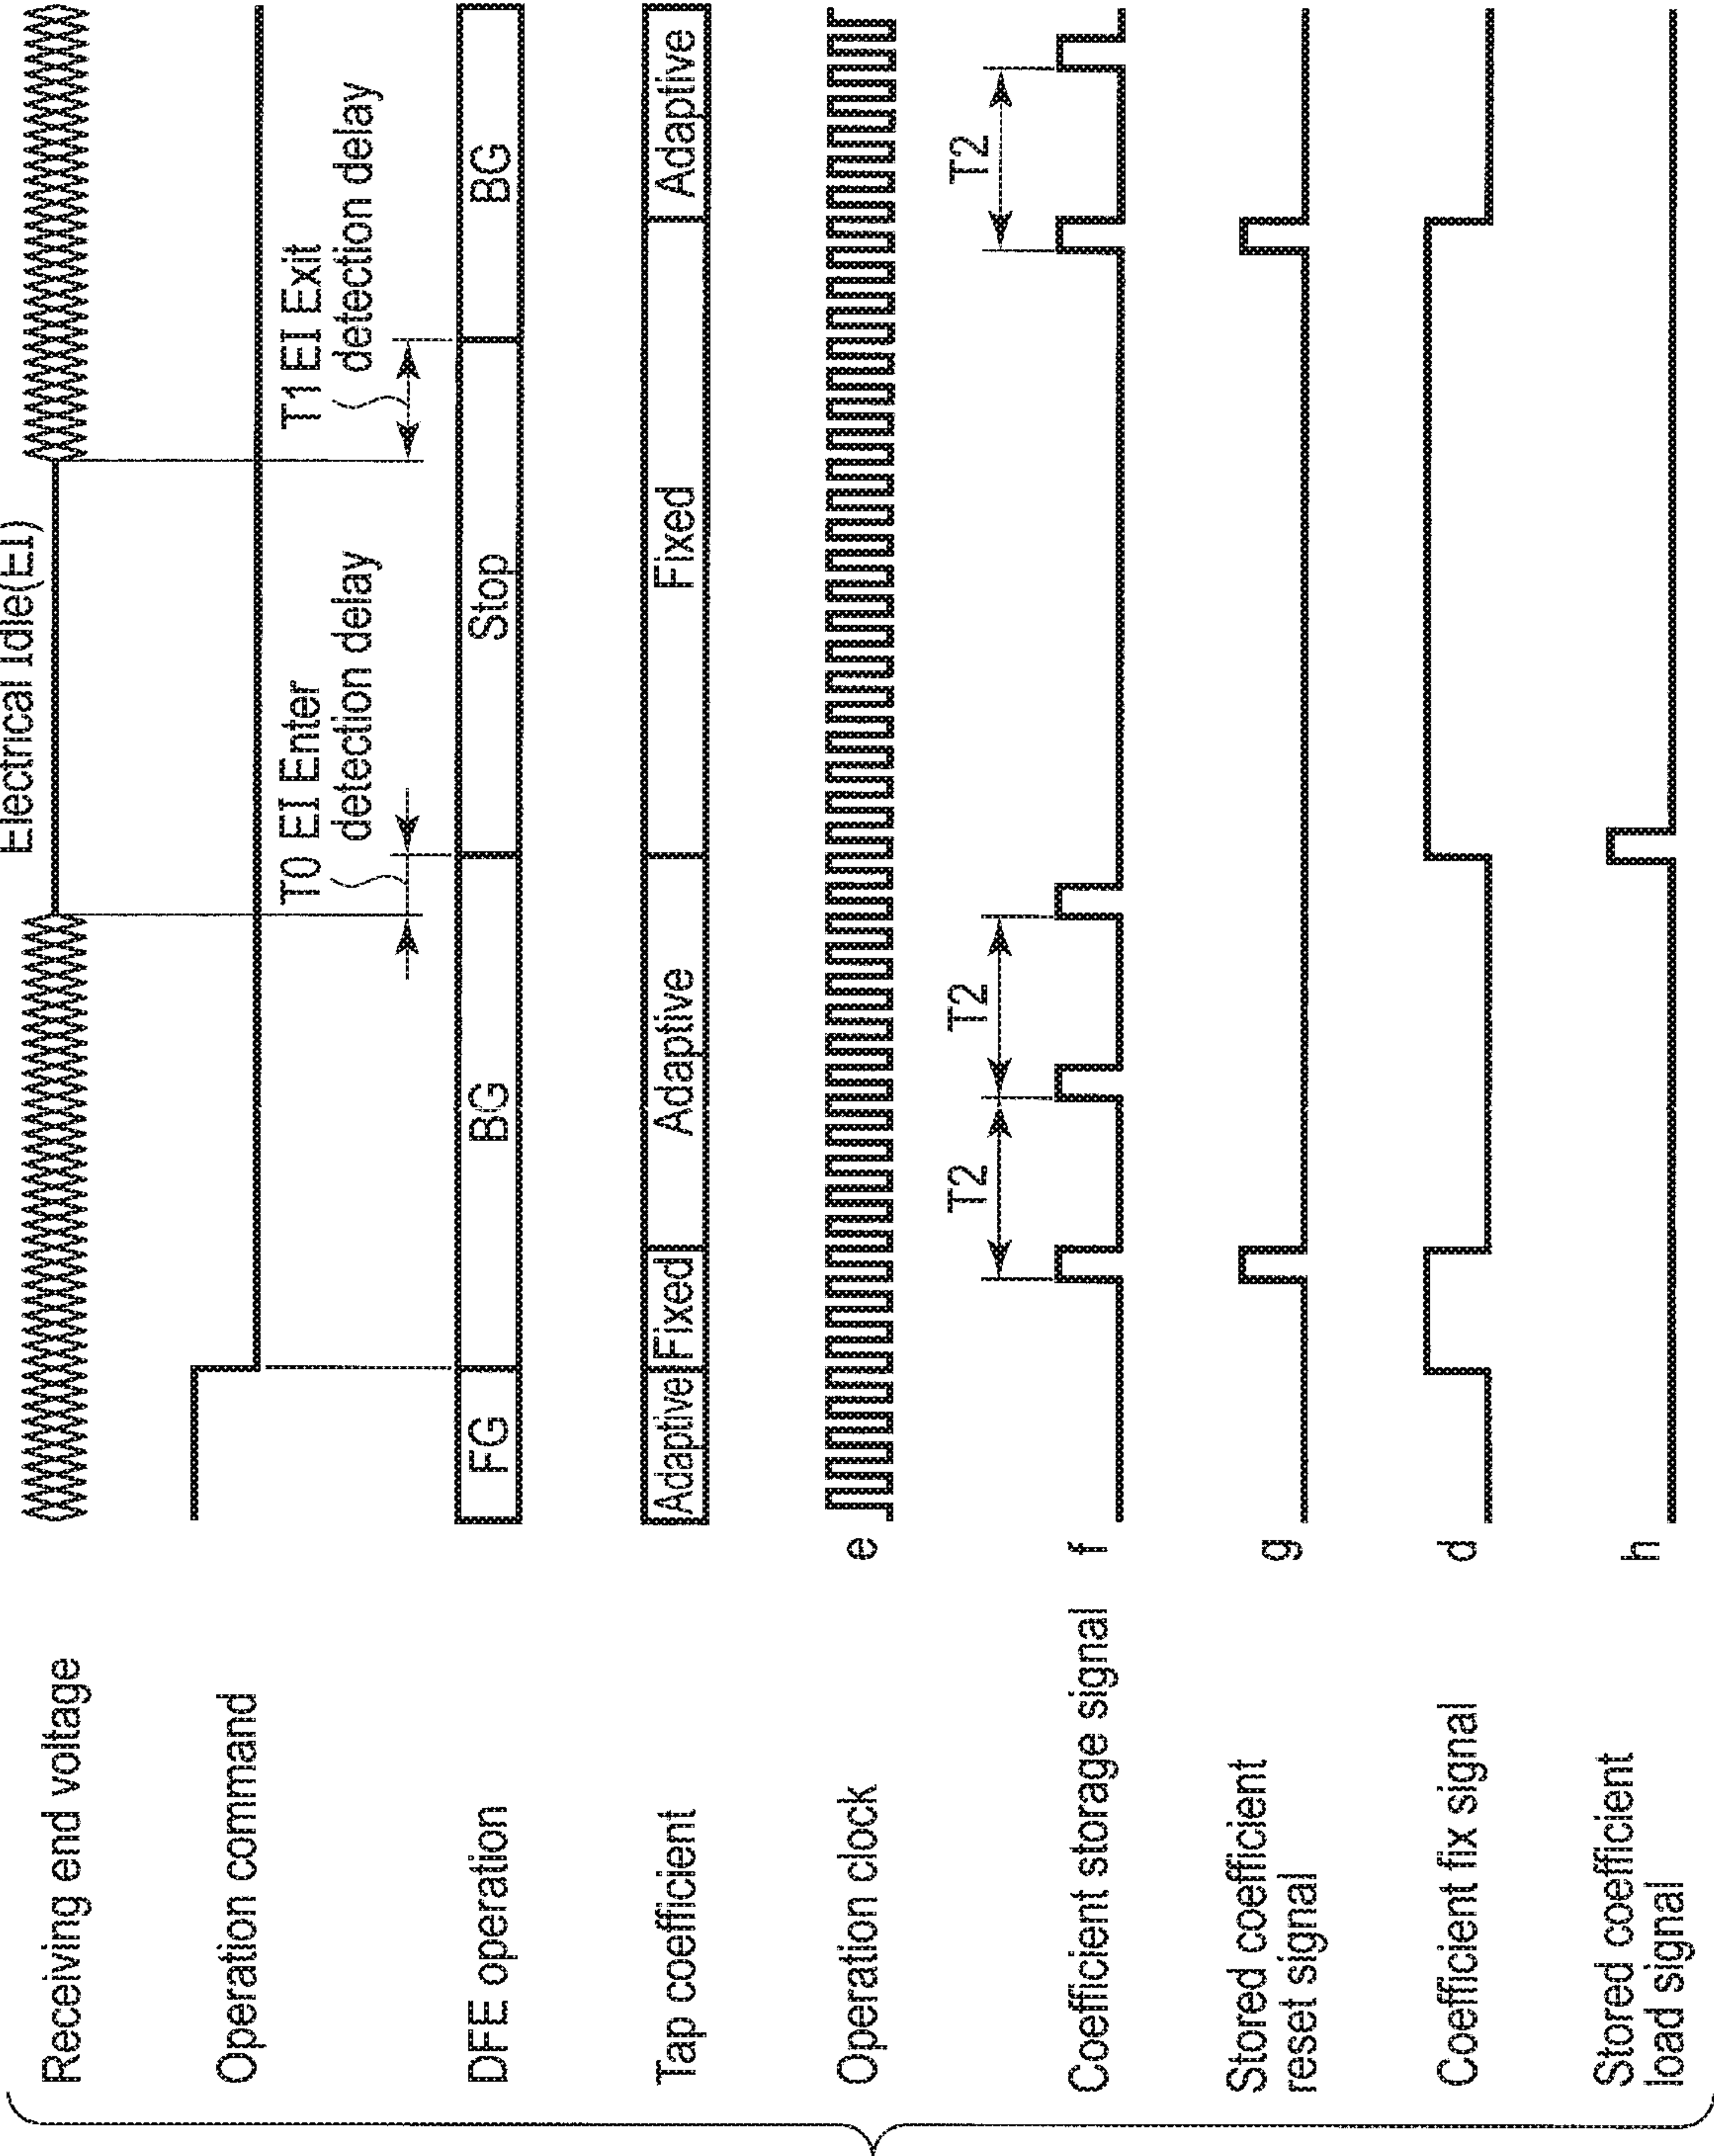 Electrical Idle(EI)
Receiving end voltage
Operation command
T0 EI Enter
detection delay
T1 EI Exit
detection delay
DFE operation
FG
BG
Stop
BG
Tap coefficient
Adaptive
Fixed
Adaptive
Fixed
Adaptive
Operation clock
e
T2
T2
T2
Coefficient storage signal
f
Stored coefficient
reset signal
g
Coefficient fix signal
d
Stored coefficient
load signal
h